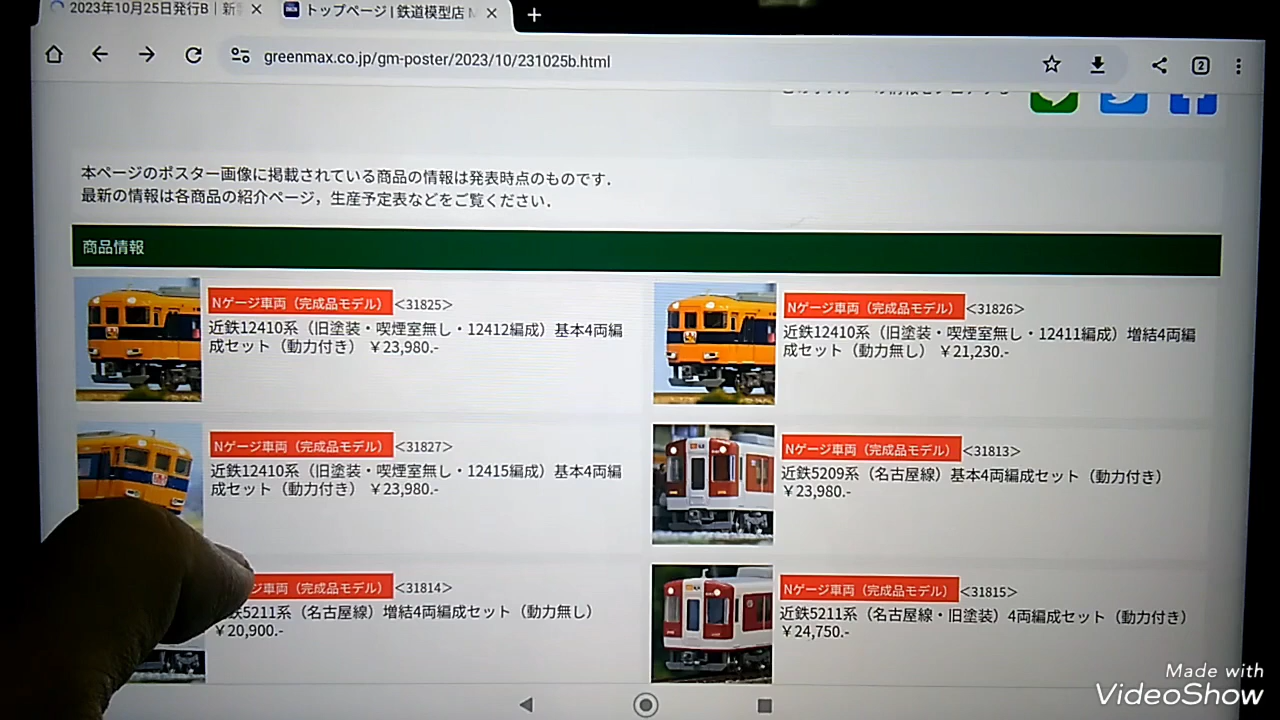 2023年10月25日発行B | 新
トップページ | 鉄道模型店
greenmax.co.jp/gm-poster/2023/10/231025b.html
2
本ページのポスター画像に掲載されている商品の情報は発表時点のものです.
最新の情報は各商品の紹介ページ，生産予定表などをご覧ください.
商品情報
Nゲージ車両（完成品モデル）＜31825＞
近鉄12410系（旧塗装・喫煙室無し・12412編成）基本4両編
成セット（動力付き） ￥23,980.-
Nゲージ車両（完成品モデル）＜31826＞
近鉄12410系（旧塗装・喫煙室無し・12411編成）増結4両編
成セット（動力無し） ￥21,230.-
Nゲージ車両（完成品モデル）＜31827＞
近鉄12410系（旧塗装・喫煙室無し・12415編成）基本4両編
成セット（動力付き） ￥23,980.-
Nゲージ車両（完成品モデル）＜31813＞
近鉄5209系（名古屋線）基本4両編成セット（動力付き）
￥23,980.-
ジ車両（完成品モデル）＜31814＞
鉄5211系（名古屋線）増結4両編成セット（動力無し）
￥20,900.-
Nゲージ車両（完成品モデル）＜31815＞
近鉄5211系（名古屋線・旧塗装）4両編成セット（動力付き）
￥24,750.-
Made with
VideoShow